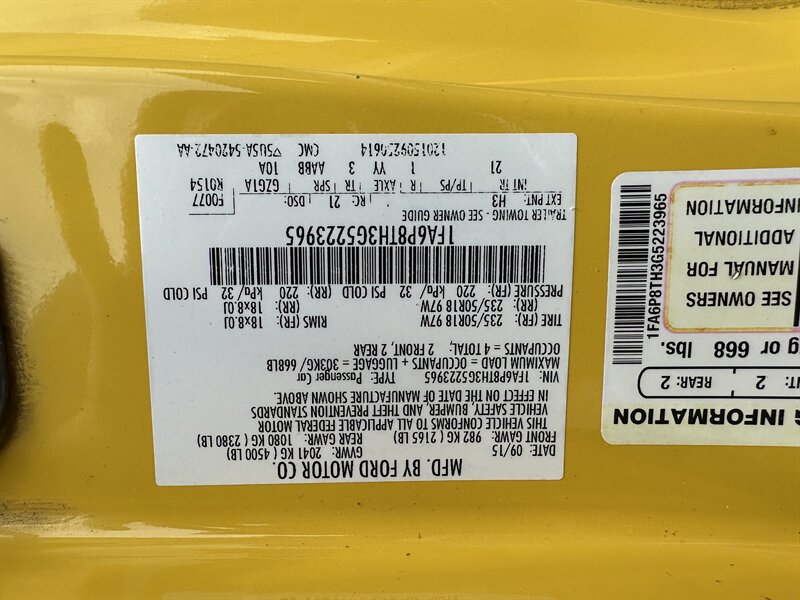 MFD. BY FORD MOTOR CO.
DATE: 09/15 GVWR: 2041 KG ( 4500 LB )
FRONT GAWR: 982 KG ( 2165 LB ) REAR GAWR: 1080 KG ( 2380 LB )
THIS VEHICLE CONFORMS TO ALL APPLICABLE FEDERAL MOTOR
VEHICLE SAFETY, BUMPER, AND THEFT PREVENTION STANDARDS
IN EFFECT ON THE DATE OF MANUFACTURE SHOWN ABOVE.
VIN: 1FA6P8TH3G5223965 TYPE: Passenger Car
MAXIMUM LOAD = OCCUPANTS + LUGGAGE = 303KG/ 668LB
OCCUPANTS = 4 TOTAL: 2 FRONT, 2 REAR
TIRE (FR): 235/50R18 97W RIMS (FR): 18x8.0J
(RR): 235/50R18 97W (RR): 18x8.0J
PRESSURE (FR): 220 kPa/ 32 PSI COLD (RR): 220 kPa/ 32 PSI COLD
1FA6P8TH3G5223965
TRAILER TOWING - SEE OWNER GUIDE
EXT PNT: H3 RC: 21 DSO: F0077
INT TR TP/PS R AXLE TR SPR GZG1A R0154
21 1 YY 3 AABB 10A
CMC ▽5USA-5420472-AA
G INFORMATION
NT: 2 REAR: 2
g or 668 lbs.
SEE OWNERS
MANUAL FOR
ADDITIONAL
INFORMATION
1FA6P8TH3G5223965